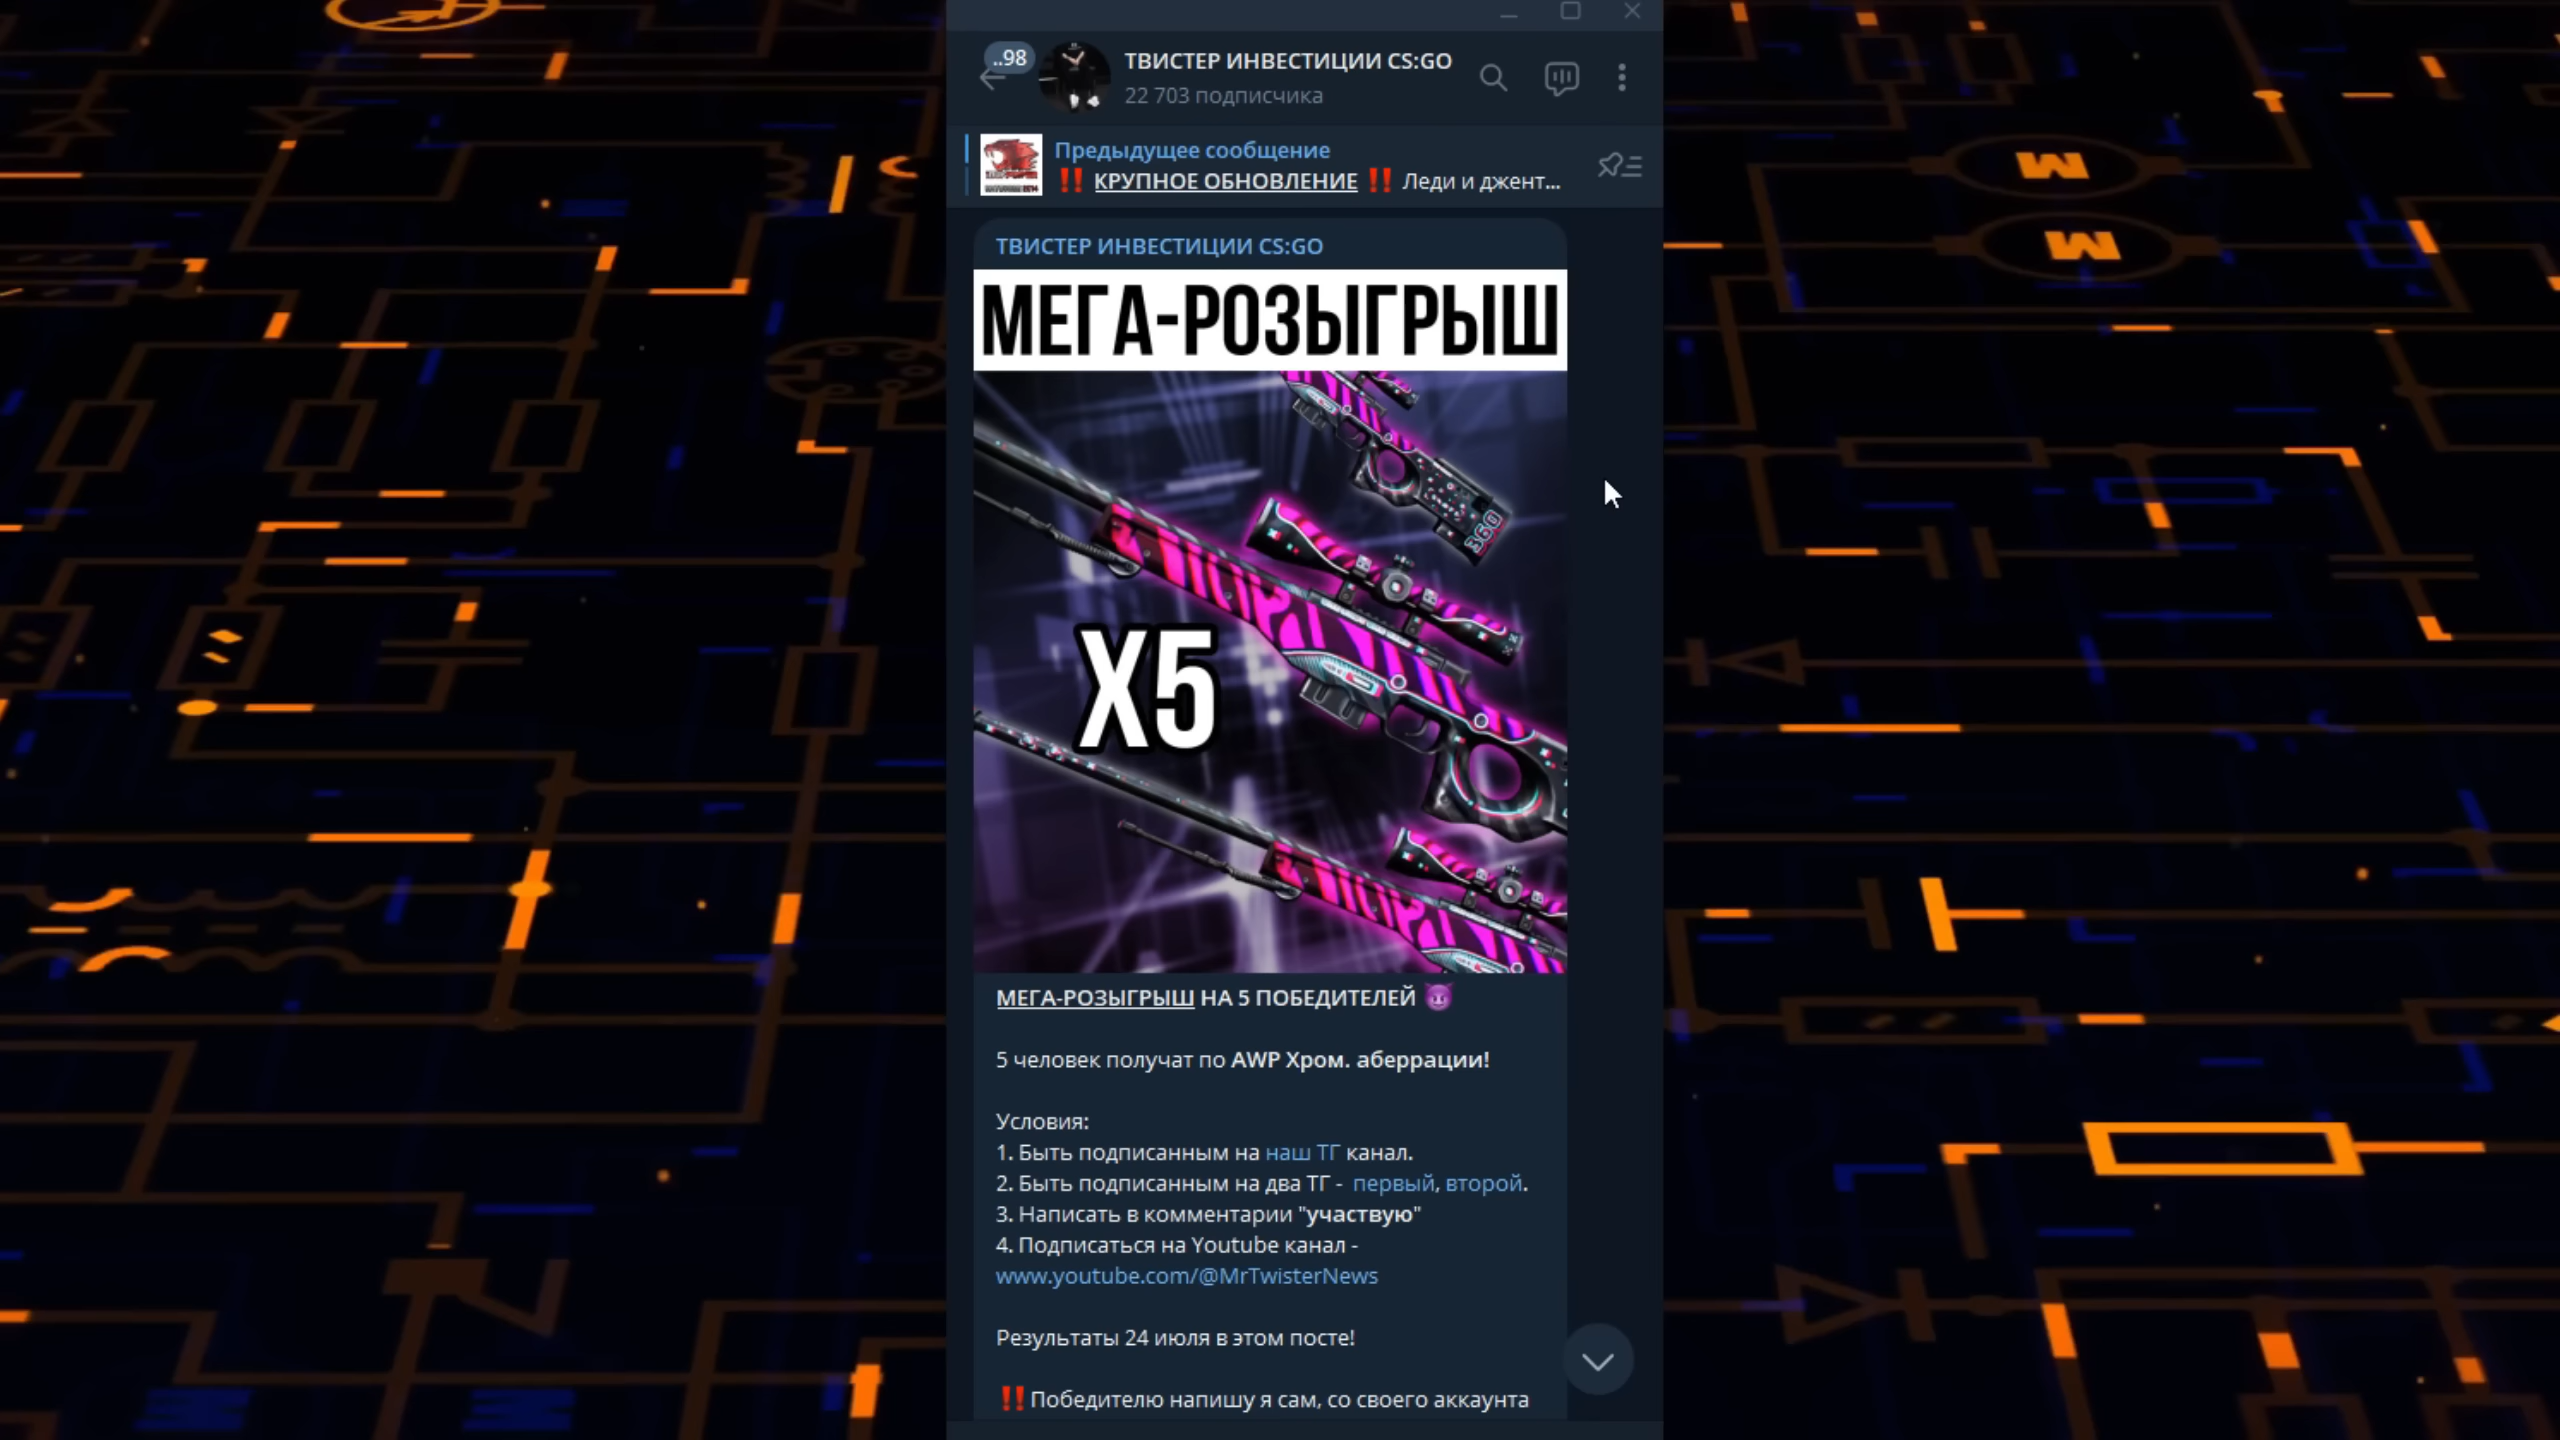 ..98
ТВИСТЕР ИНВЕСТИЦИИ CS:GO
22 703 подписчика
Предыдущее сообщение
‼ КРУПНОЕ ОБНОВЛЕНИЕ ‼ Леди и джент...
ТВИСТЕР ИНВЕСТИЦИИ CS:GO
МЕГА-РОЗЫГРЫШ
360
X5
МЕГА-РОЗЫГРЫШ НА 5 ПОБЕДИТЕЛЕЙ 😈
5 человек получат по AWP Хром. аберрации!
Условия:
1. Быть подписанным на наш ТГ канал.
2. Быть подписанным на два ТГ - первый, второй.
3. Написать в комментарии "участвую"
4. Подписаться на Youtube канал -
www.youtube.com/@MrTwisterNews
Результаты 24 июля в этом посте!
‼Победителю напишу я сам, со своего аккаунта